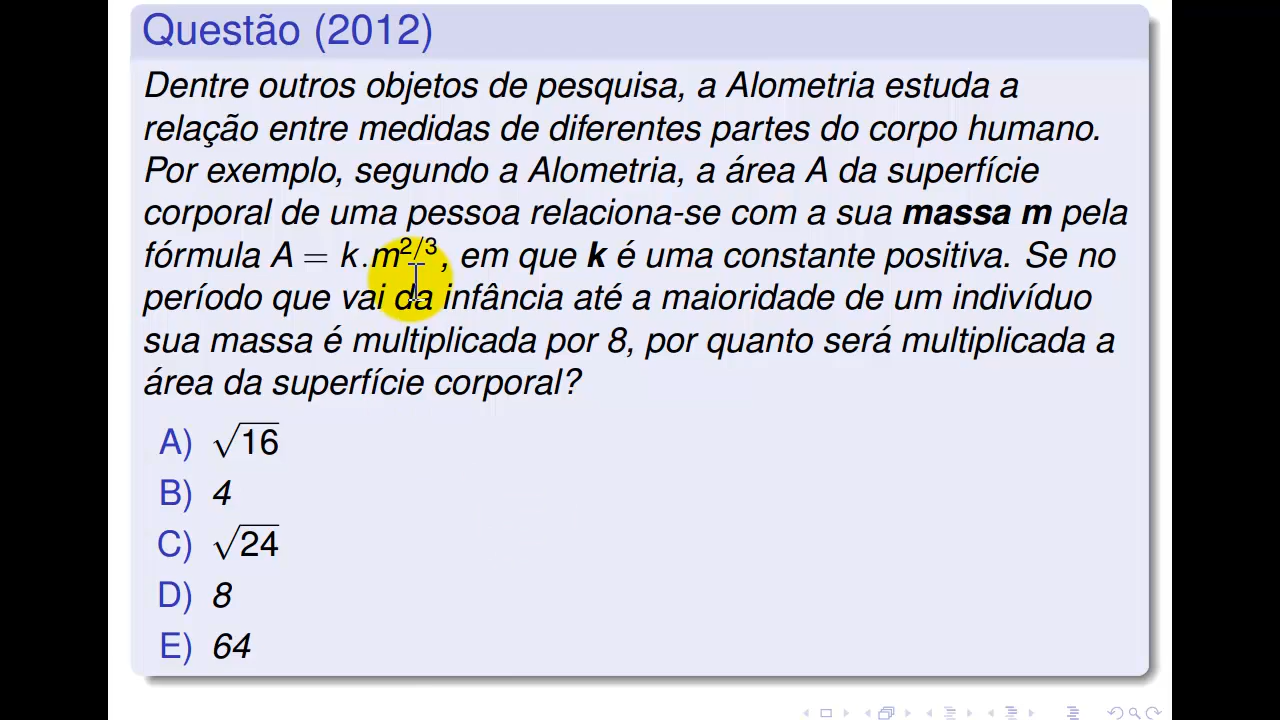 Questão (2012)
Dentre outros objetos de pesquisa, a Alometria estuda a
relação entre medidas de diferentes partes do corpo humano.
Por exemplo, segundo a Alometria, a área A da superfície
corporal de uma pessoa relaciona-se com a sua massa m pela
fórmula A = k.m^{2/3}, em que k é uma constante positiva. Se no
período que vai da infância até a maioridade de um indivíduo
sua massa é multiplicada por 8, por quanto será multiplicada a
área da superfície corporal?
A) √16
B) 4
C) √24
D) 8
E) 64